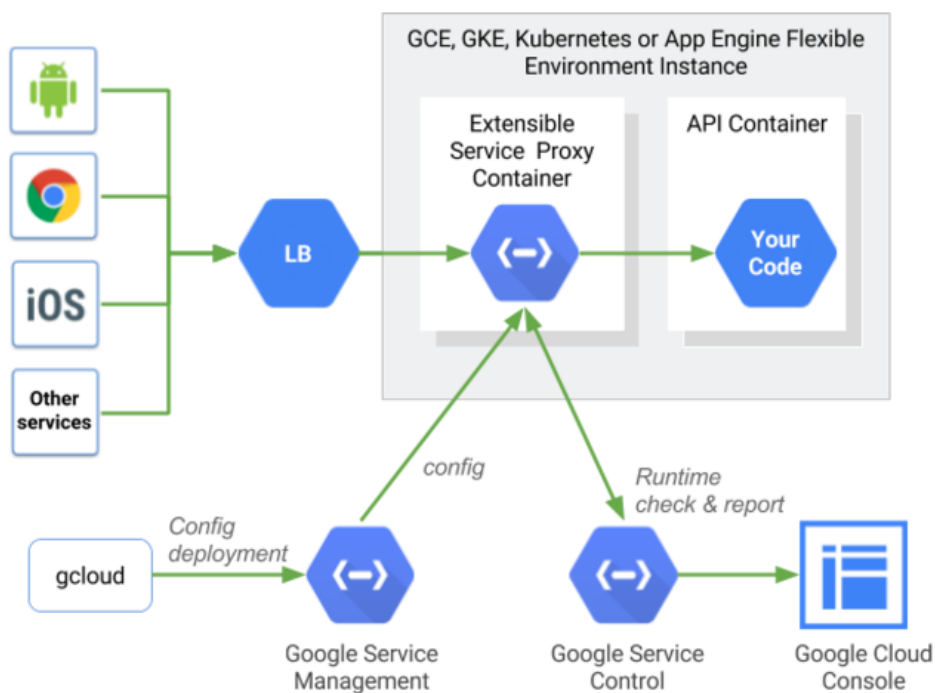 GCE, GKE, Kubernetes or App Engine Flexible
Environment Instance
Extensible
Service Proxy
Container
API Container
LB
Your
Code
iOS
Other
services
config
Runtime
check & report
Config
deployment
gcloud
Google Service
Management
Google Service
Control
Google Cloud
Console